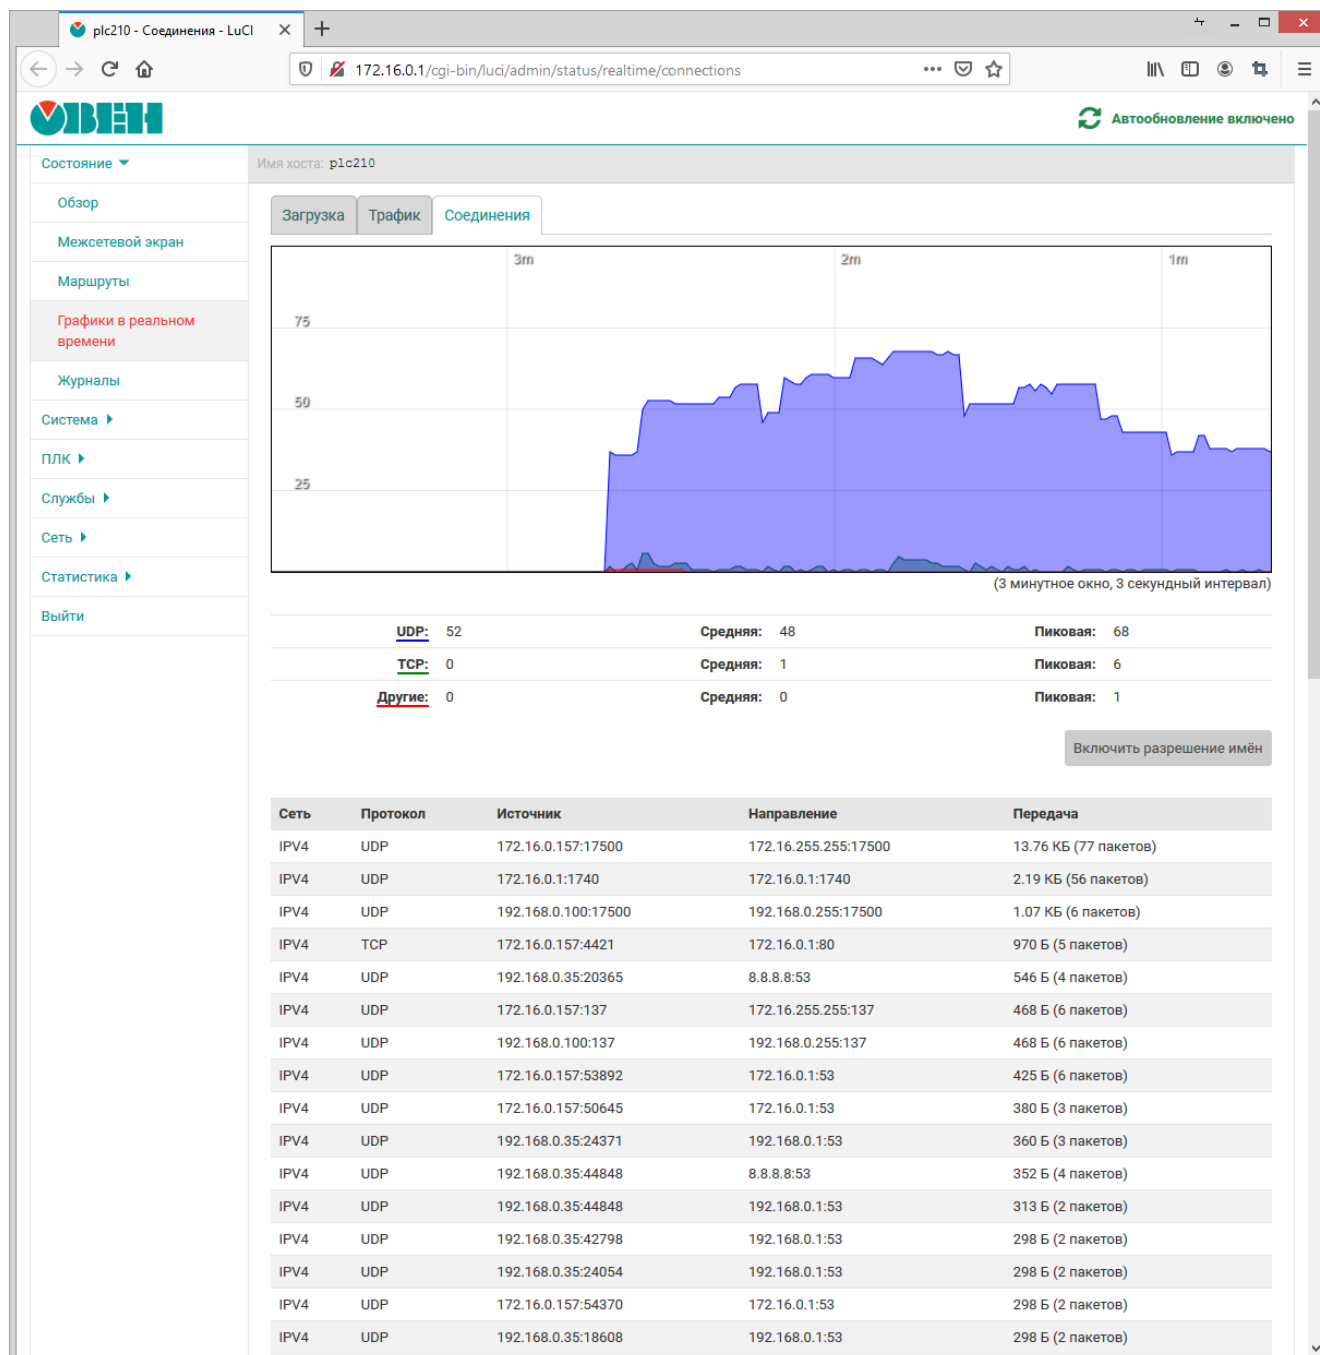 plc210 - Соединения - LuCI
172.16.0.1/cgi-bin/luci/admin/status/realtime/connections
ОВЕН
Автообновление включено
Состояние
Имя хоста: plc210
Обзор
Межсетевой экран
Маршруты
Графики в реальном
времени
Журналы
Система
ПЛК
Службы
Сеть
Статистика
Выйти
Загрузка Трафик Соединения
3m 2m 1m
75
50
25
(3 минутное окно, 3 секундный интервал)
UDP: 52 Средняя: 48 Пиковая: 68
TCP: 0 Средняя: 1 Пиковая: 6
Другие: 0 Средняя: 0 Пиковая: 1
Включить разрешение имён
Сеть Протокол Источник Направление Передача
IPV4 UDP 172.16.0.157:17500 172.16.255.255:17500 13.76 КБ (77 пакетов)
IPV4 UDP 172.16.0.1:1740 172.16.0.1:1740 2.19 КБ (56 пакетов)
IPV4 UDP 192.168.0.100:17500 192.168.0.255:17500 1.07 КБ (6 пакетов)
IPV4 TCP 172.16.0.157:4421 172.16.0.1:80 970 Б (5 пакетов)
IPV4 UDP 192.168.0.35:20365 8.8.8.8:53 546 Б (4 пакетов)
IPV4 UDP 172.16.0.157:137 172.16.255.255:137 468 Б (6 пакетов)
IPV4 UDP 192.168.0.100:137 192.168.0.255:137 468 Б (6 пакетов)
IPV4 UDP 172.16.0.157:53892 172.16.0.1:53 425 Б (6 пакетов)
IPV4 UDP 172.16.0.157:50645 172.16.0.1:53 380 Б (3 пакетов)
IPV4 UDP 192.168.0.35:24371 192.168.0.1:53 360 Б (3 пакетов)
IPV4 UDP 192.168.0.35:44848 8.8.8.8:53 352 Б (4 пакетов)
IPV4 UDP 192.168.0.35:44848 192.168.0.1:53 313 Б (2 пакетов)
IPV4 UDP 192.168.0.35:42798 192.168.0.1:53 298 Б (2 пакетов)
IPV4 UDP 192.168.0.35:24054 192.168.0.1:53 298 Б (2 пакетов)
IPV4 UDP 172.16.0.157:54370 172.16.0.1:53 298 Б (2 пакетов)
IPV4 UDP 192.168.0.35:18608 192.168.0.1:53 298 Б (2 пакетов)